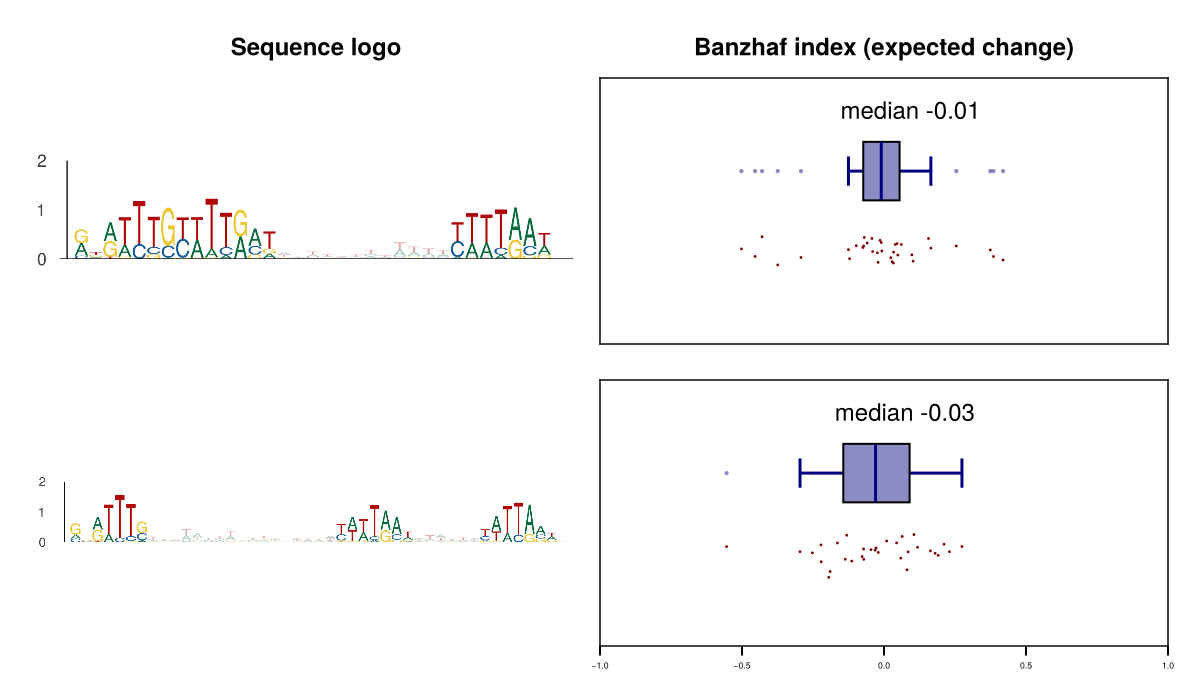 Sequence logo
Banzhaf index (expected change)
median -0.01
2
1
0
median -0.03
2
1
0
−1.0 −0.5 0.0 0.5 1.0